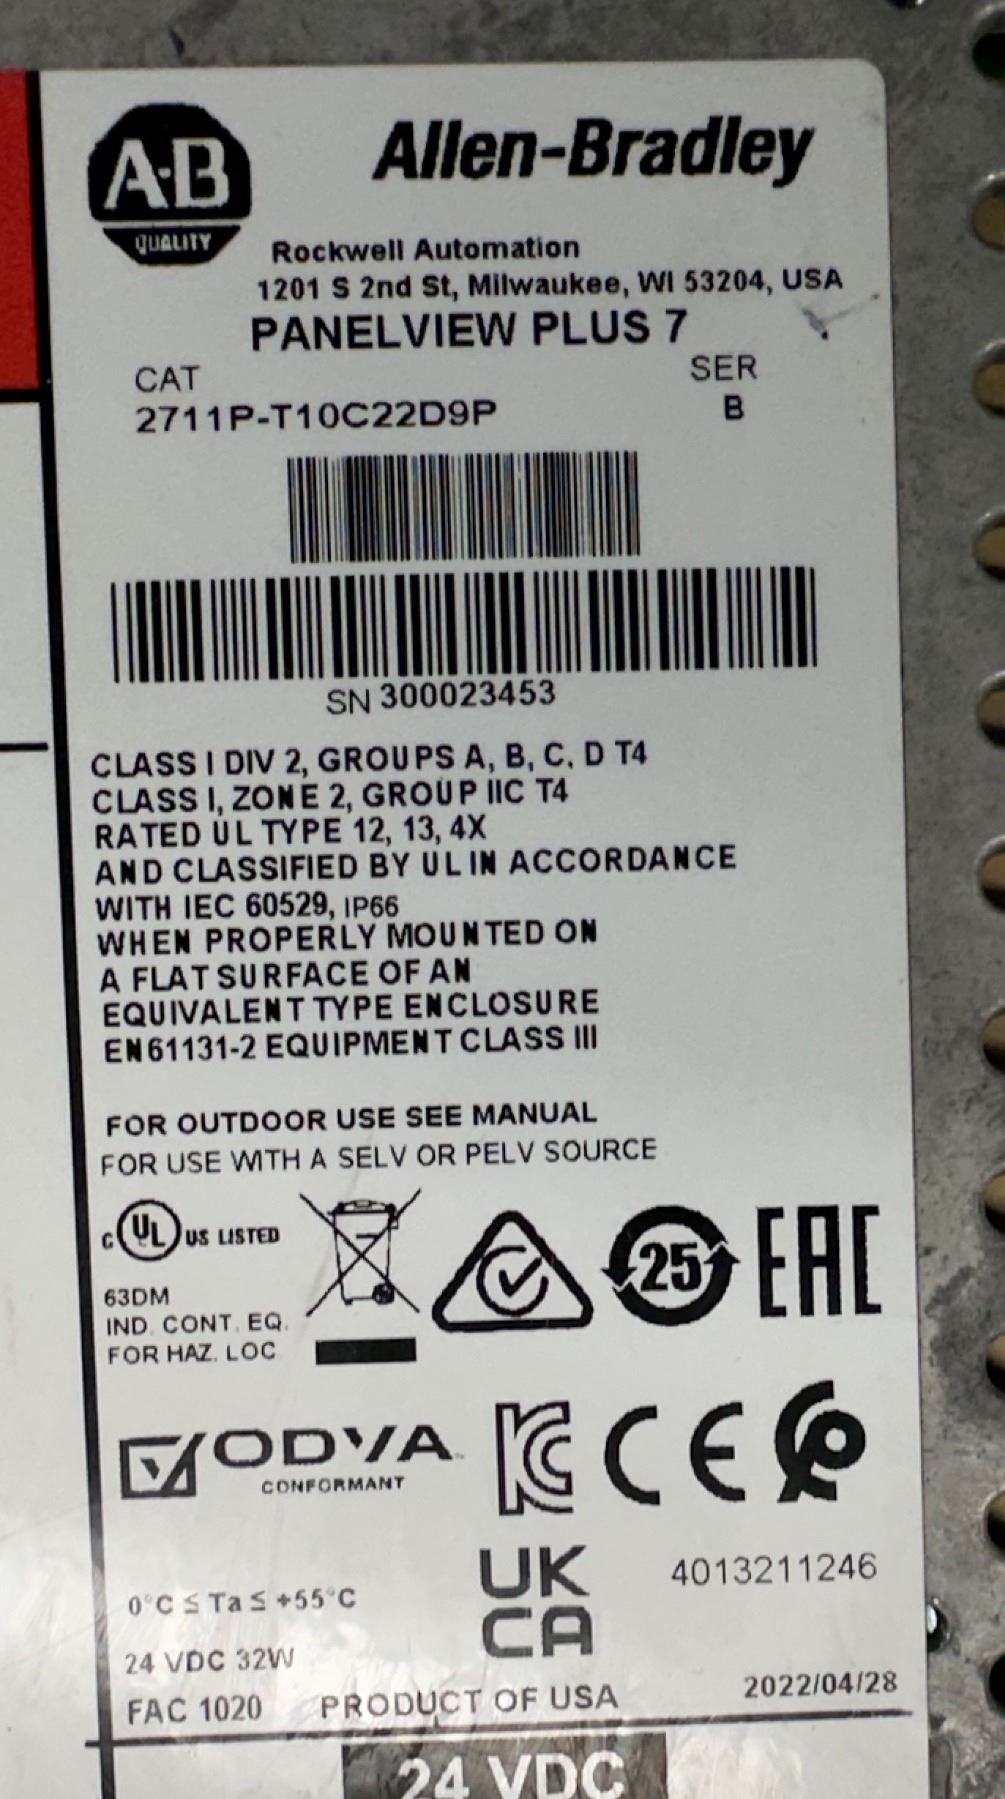 A·B
QUALITY
Allen-Bradley
Rockwell Automation
1201 S 2nd St, Milwaukee, WI 53204, USA
PANELVIEW PLUS 7
CAT
SER
2711P-T10C22D9P
B
SN 300023453
CLASS I DIV 2, GROUPS A, B, C, D T4
CLASS I, ZONE 2, GROUP IIC T4
RATED UL TYPE 12, 13, 4X
AND CLASSIFIED BY UL IN ACCORDANCE
WITH IEC 60529, IP66
WHEN PROPERLY MOUNTED ON
A FLAT SURFACE OF AN
EQUIVALENT TYPE ENCLOSURE
EN61131-2 EQUIPMENT CLASS III
FOR OUTDOOR USE SEE MANUAL
FOR USE WITH A SELV OR PELV SOURCE
C UL US LISTED
25
EAC
63DM
IND. CONT. EQ.
FOR HAZ. LOC
ODVA
CONFORMANT
KC
CE
UK
CA
4013211246
0°C ≤ Ta ≤ +55°C
24 VDC 32W
FAC 1020
PRODUCT OF USA
2022/04/28
24 VDC